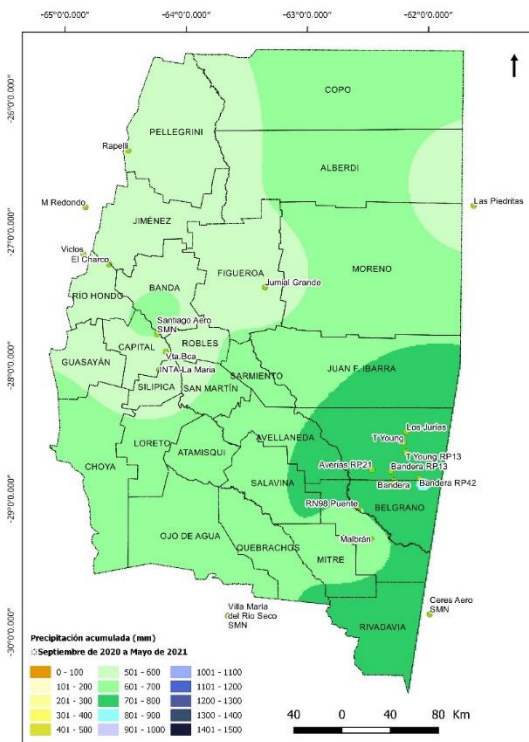 -65°0'0.000" -64°0'0.000" -63°0'0.000" -62°0'0.000"
-26°0'0.000"
-27°0'0.000"
-28°0'0.000"
-29°0'0.000"
-30°0'0.000"
COPO
PELLEGRINI
Rapelli
ALBERDI
M Redondo
Las Piedritas
JIMÉNEZ
Viclos
El Charco
MORENO
FIGUEROA
BANDA
Jumial Grande
RÍO HONDO
Santiago Aero
SMN
ROBLES
CAPITAL
Vta.Bca
GUASAYÁN
JUAN F. IBARRA
INTA-La Maria
SARMIENTO
SILIPICA
SAN MARTÍN
Los Juríes
T Young
LORETO
AVELLANEDA
ATAMISQUI
T Young RP13
CHOYA
Averías RP21
Bandera RP13
SALAVINA
Bandera
Bandera RP42
RN98 Puente
BELGRANO
OJO DE AGUA
Malbrán
QUEBRACHOS
MITRE
Villa María
del Río Seco
SMN
Ceres Aero
SMN
RIVADAVIA
Precipitación acumulada (mm)
Septiembre de 2020 a Mayo de 2021
0 - 100 501 - 600 1001 - 1100
101 - 200 601 - 700 1101 - 1200
201 - 300 701 - 800 1200 - 1300
301 - 400 801 - 900 1300 - 1400
401 - 500 901 - 1000 1401 - 1500
40 0 40 80 Km